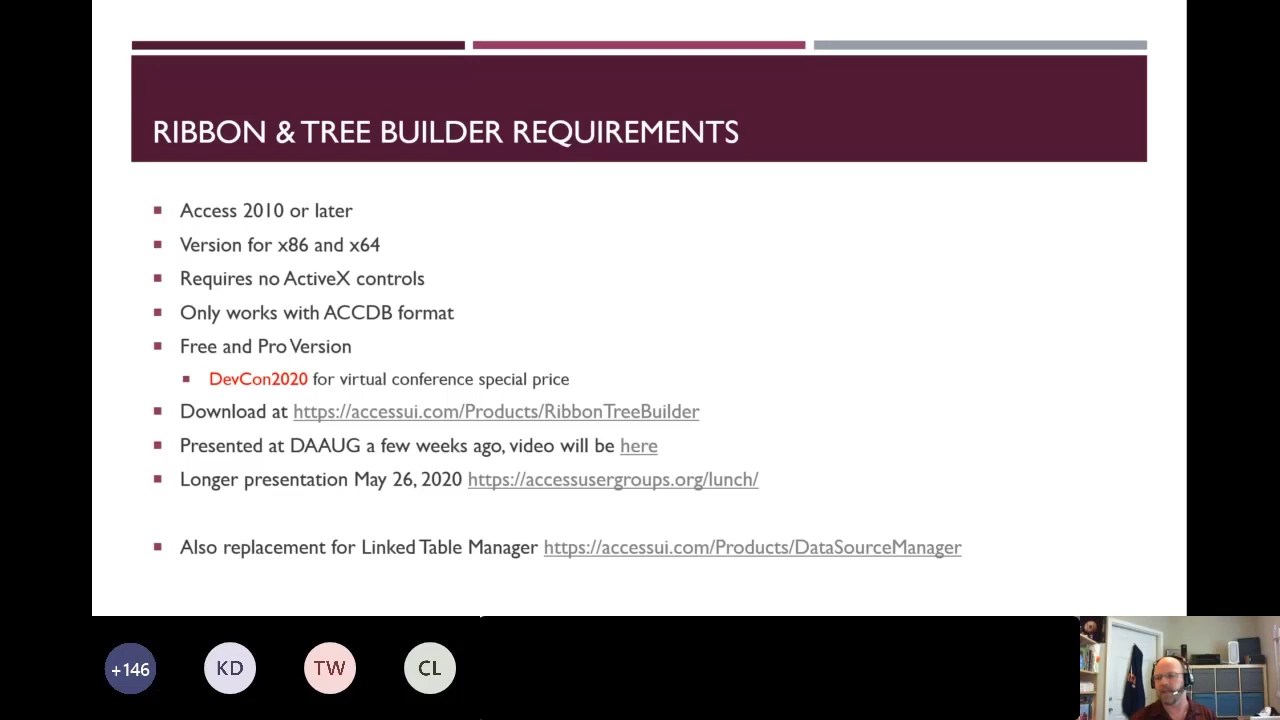 RIBBON & TREE BUILDER REQUIREMENTS
Access 2010 or later
Version for x86 and x64
Requires no ActiveX controls
Only works with ACCDB format
Free and Pro Version
DevCon2020 for virtual conference special price
Download at https://accessui.com/Products/RibbonTreeBuilder
Presented at DAAUG a few weeks ago, video will be here
Longer presentation May 26, 2020 https://accessusergroups.org/lunch/
Also replacement for Linked Table Manager https://accessui.com/Products/DataSourceManager
+146 KD TW CL